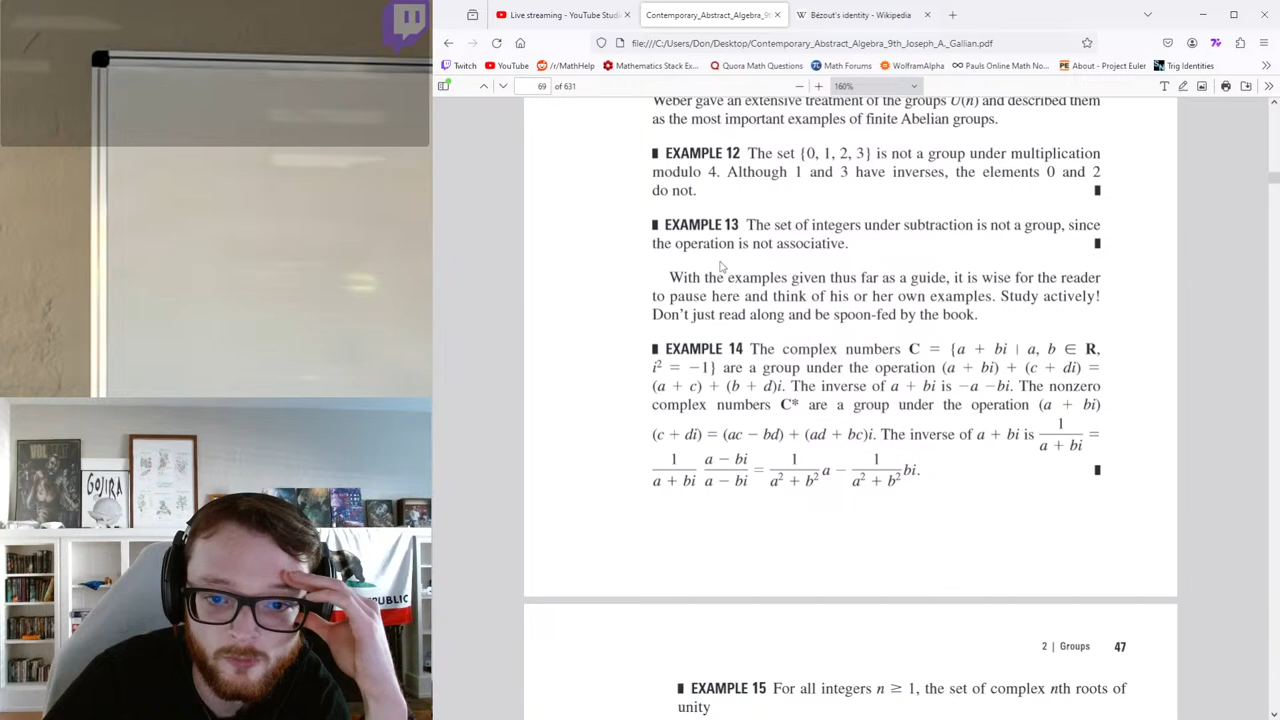 Live streaming - YouTube Studi
Contemporary_Abstract_Algebra_9t
Bézout's identity - Wikipedia
file:///C:/Users/Don/Desktop/Contemporary_Abstract_Algebra_9th_Joseph_A._Gallian.pdf
Twitch YouTube /r/MathHelp Mathematics Stack Ex... Quora Math Questions Math Forums WolframAlpha Pauls Online Math No... About - Project Euler Trig Identities
69 of 631 160%
Weber gave an extensive treatment of the groups U(n) and described them
as the most important examples of finite Abelian groups.
EXAMPLE 12 The set {0, 1, 2, 3} is not a group under multiplication
modulo 4. Although 1 and 3 have inverses, the elements 0 and 2
do not.
EXAMPLE 13 The set of integers under subtraction is not a group, since
the operation is not associative.
With the examples given thus far as a guide, it is wise for the reader
to pause here and think of his or her own examples. Study actively!
Don't just read along and be spoon-fed by the book.
EXAMPLE 14 The complex numbers C = {a + bi | a, b ∈ R,
i² = −1} are a group under the operation (a + bi) + (c + di) =
(a + c) + (b + d)i. The inverse of a + bi is −a −bi. The nonzero
complex numbers C* are a group under the operation (a + bi)
(c + di) = (ac − bd) + (ad + bc)i. The inverse of a + bi is 1/(a + bi) =
1/(a + bi) (a − bi)/(a − bi) = 1/(a² + b²) a − 1/(a² + b²) bi.
2 | Groups 47
EXAMPLE 15 For all integers n ≥ 1, the set of complex nth roots of
unity
GOJIRA